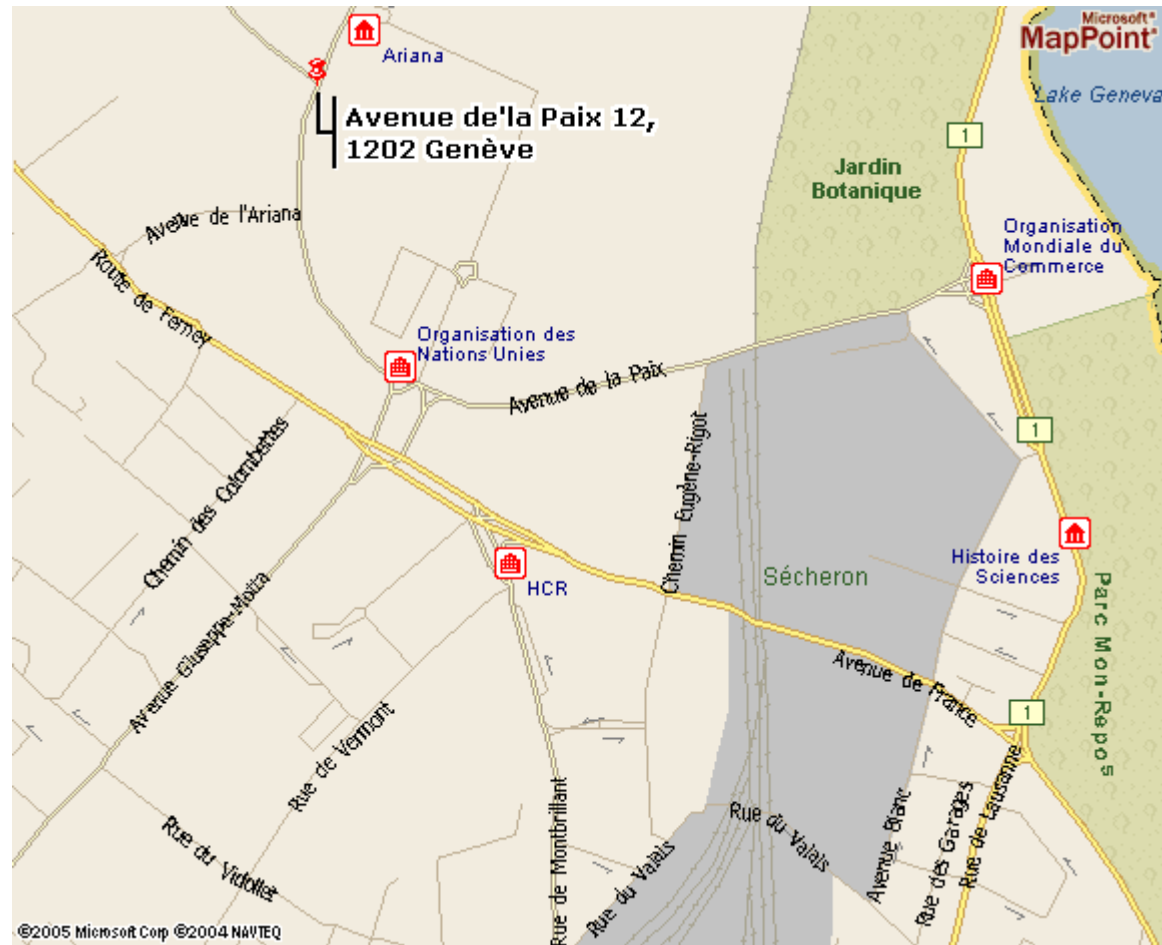 Microsoft®
MapPoint®
Ariana
Lake Geneva
Avenue de'la Paix 12,
1202 Genève
1
Jardin
Botanique
Avenue de l'Ariana
Organisation
Mondiale du
Commerce
Route de Ferney
Organisation des
Nations Unies
Avenue de la Paix
1
Chemin des Colombettes
Chemin Eugène-Rigot
Histoire des
Sciences
Sécheron
HCR
Parc Mon-Repos
Avenue Giuseppe-Motta
Avenue de France
1
Rue de Vermont
Rue de Montbrillant
Rue du Valais
Rue du Valais
Avenue Blanc
Rue des Garages
Rue de Lausanne
Rue du Vidollet
©2005 Microsoft Corp ©2004 NAVTEQ